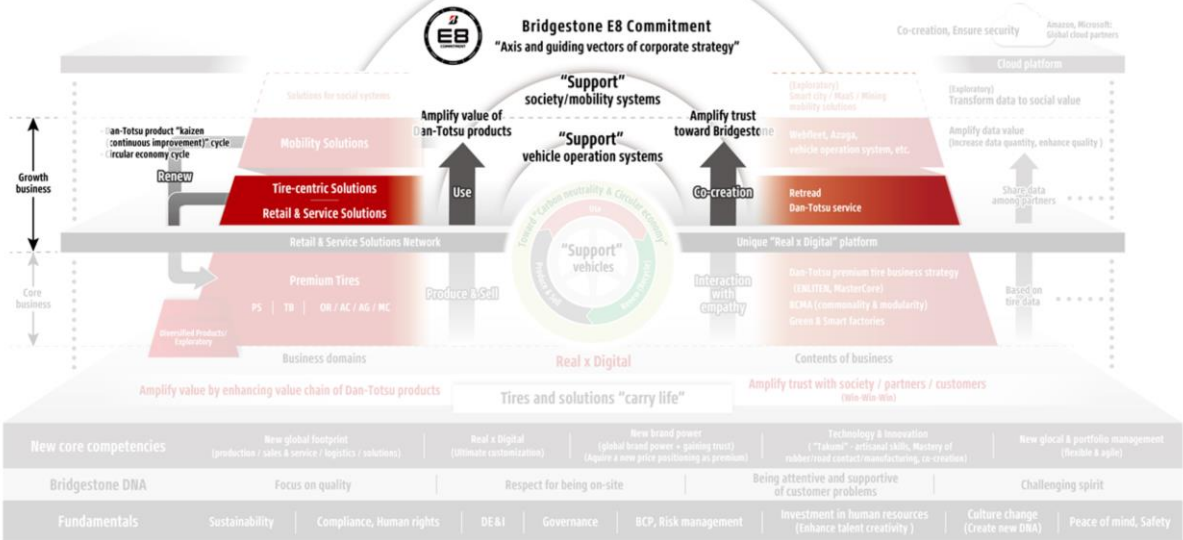 E8
COMMITMENT
Bridgestone E8 Commitment
“Axis and guiding vectors of corporate strategy”
Co-creation, Ensure security
Amazon, Microsoft:
Global cloud partners
Cloud platform
Solutions for social systems
“Support”
society/mobility systems
(Exploratory)
Smart city / MaaS / Mining
mobility solutions
(Exploratory)
Transform data to social value
Growth
business
Dan-Totsu product “kaizen
(continuous improvement)” cycle
Circular economy cycle
Renew
Mobility Solutions
Amplify value of
Dan-Totsu products
“Support”
vehicle operation systems
Amplify trust
toward Bridgestone
Webfleet, Azuga,
vehicle operation system, etc.
Amplify data value
(Increase data quantity, enhance quality )
Tire-centric Solutions
Retail & Service Solutions
Use
Co-creation
Retread
Dan-Totsu service
Share data
among partners
Retail & Service Solutions Network
Toward “Carbon neutrality & Circular economy”
Use
Produce & Sell
Renew (Recycle)
“Support”
vehicles
Unique “Real x Digital” platform
Core
business
Premium Tires
PS | TB | OR / AC / AG / MC
Diversified Products/
Exploratory
Produce & Sell
Interaction
with
empathy
Dan-Totsu premium tire business strategy
(ENLITEN, MasterCore)
BCMA (commonality & modularity)
Green & Smart factories
Based on
tire data
Business domains
Real x Digital
Contents of business
Amplify value by enhancing value chain of Dan-Totsu products
Tires and solutions “carry life”
Amplify trust with society / partners / customers
(Win-Win-Win)
New core competencies
New global footprint
(production / sales & service / logistics / solutions)
Real x Digital
(Ultimate customization)
New brand power
(global brand power = gaining trust)
(Aquire a new price positioning as premium)
Technology & Innovation
( “Takumi” - artisanal skills, Mastery of
rubber/road contact/manufacturing, co-creation)
New glocal & portfolio management
(flexible & agile)
Bridgestone DNA
Focus on quality
Respect for being on-site
Being attentive and supportive
of customer problems
Challenging spirit
Fundamentals
Sustainability
Compliance, Human rights
DE&I
Governance
BCP, Risk management
Investment in human resources
(Enhance talent creativity )
Culture change
(Create new DNA)
Peace of mind, Safety